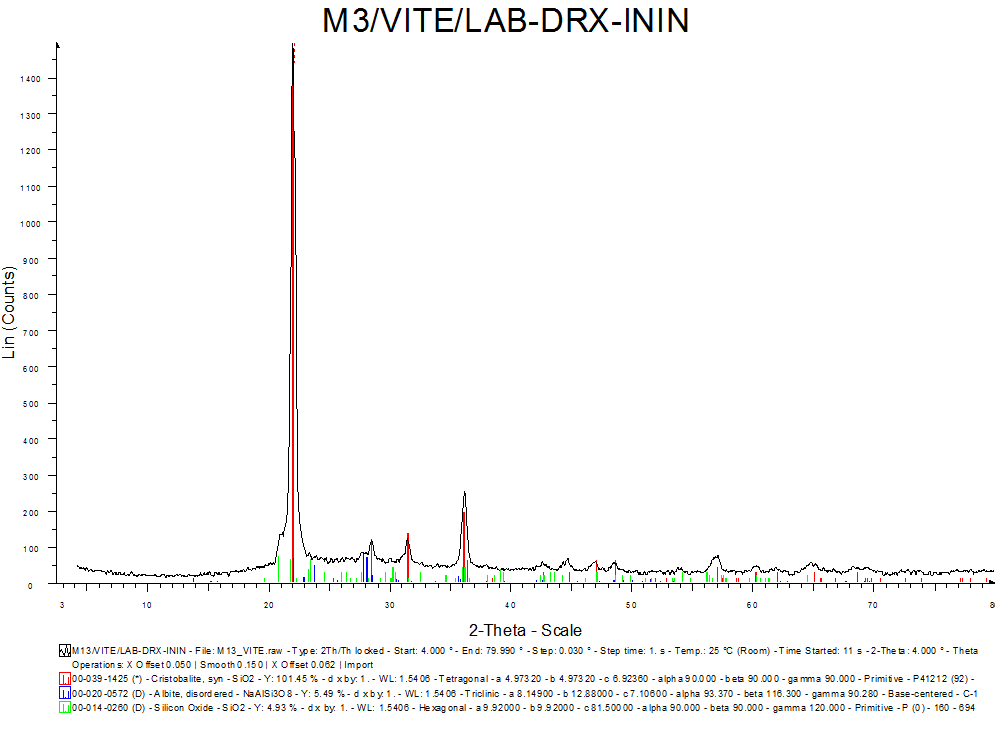 M3/VITE/LAB-DRX-ININ
Lin (Counts)
1400
1300
1200
1100
1000
900
800
700
600
500
400
300
200
100
0
3 10 20 30 40 50 60 70 80
2-Theta - Scale
M13/VITE/LAB-DRX-ININ - File: M13_VITE.raw - Type: 2Th/Th locked - Start: 4.000 ° - End: 79.990 ° - Step: 0.030 ° - Step time: 1. s - Temp.: 25 °C (Room) - Time Started: 11 s - 2-Theta: 4.000 ° - Theta
Operations: X Offset 0.050 | Smooth 0.150 | X Offset 0.062 | Import
00-039-1425 (*) - Cristobalite, syn - SiO2 - Y: 101.45 % - d x by: 1. - WL: 1.5406 - Tetragonal - a 4.97320 - b 4.97320 - c 6.92360 - alpha 90.000 - beta 90.000 - gamma 90.000 - Primitive - P41212 (92) -
00-020-0572 (D) - Albite, disordered - NaAlSi3O8 - Y: 5.49 % - d x by: 1. - WL: 1.5406 - Triclinic - a 8.14900 - b 12.88000 - c 7.10600 - alpha 93.370 - beta 116.300 - gamma 90.280 - Base-centered - C-1
00-014-0260 (D) - Silicon Oxide - SiO2 - Y: 4.93 % - d x by: 1. - WL: 1.5406 - Hexagonal - a 9.92000 - b 9.92000 - c 81.50000 - alpha 90.000 - beta 90.000 - gamma 120.000 - Primitive - P (0) - 160 - 694